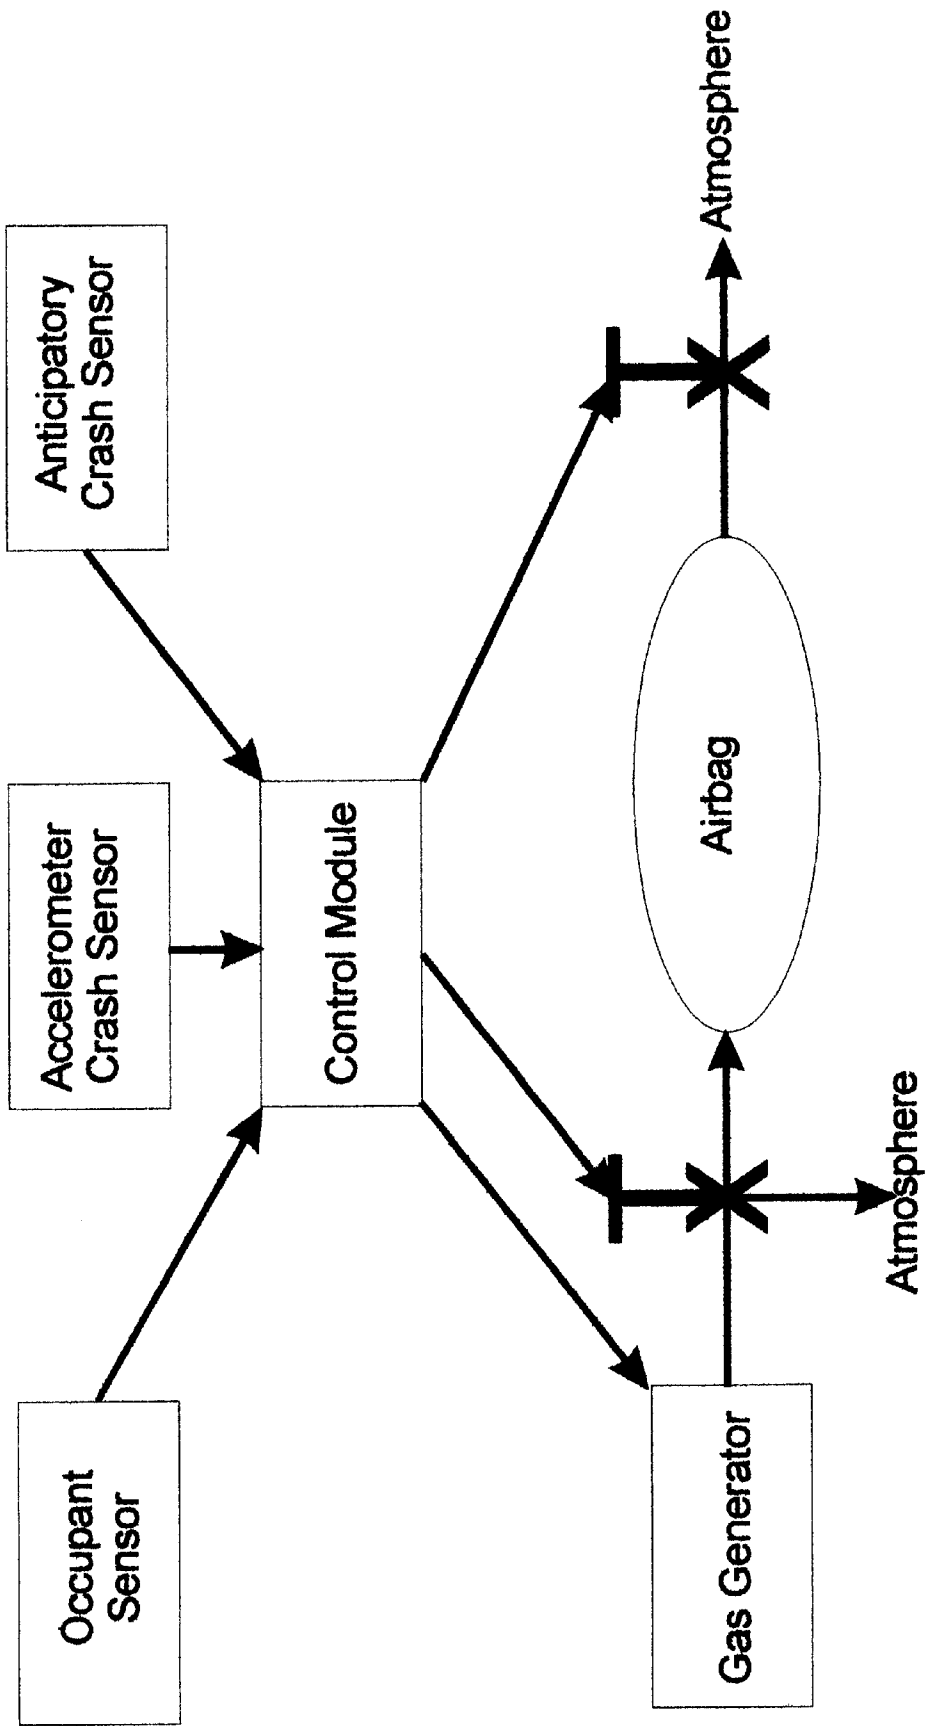 Occupant
Sensor
Accelerometer
Crash Sensor
Anticipatory
Crash Sensor
Control Module
Gas Generator
Airbag
Atmosphere
Atmosphere